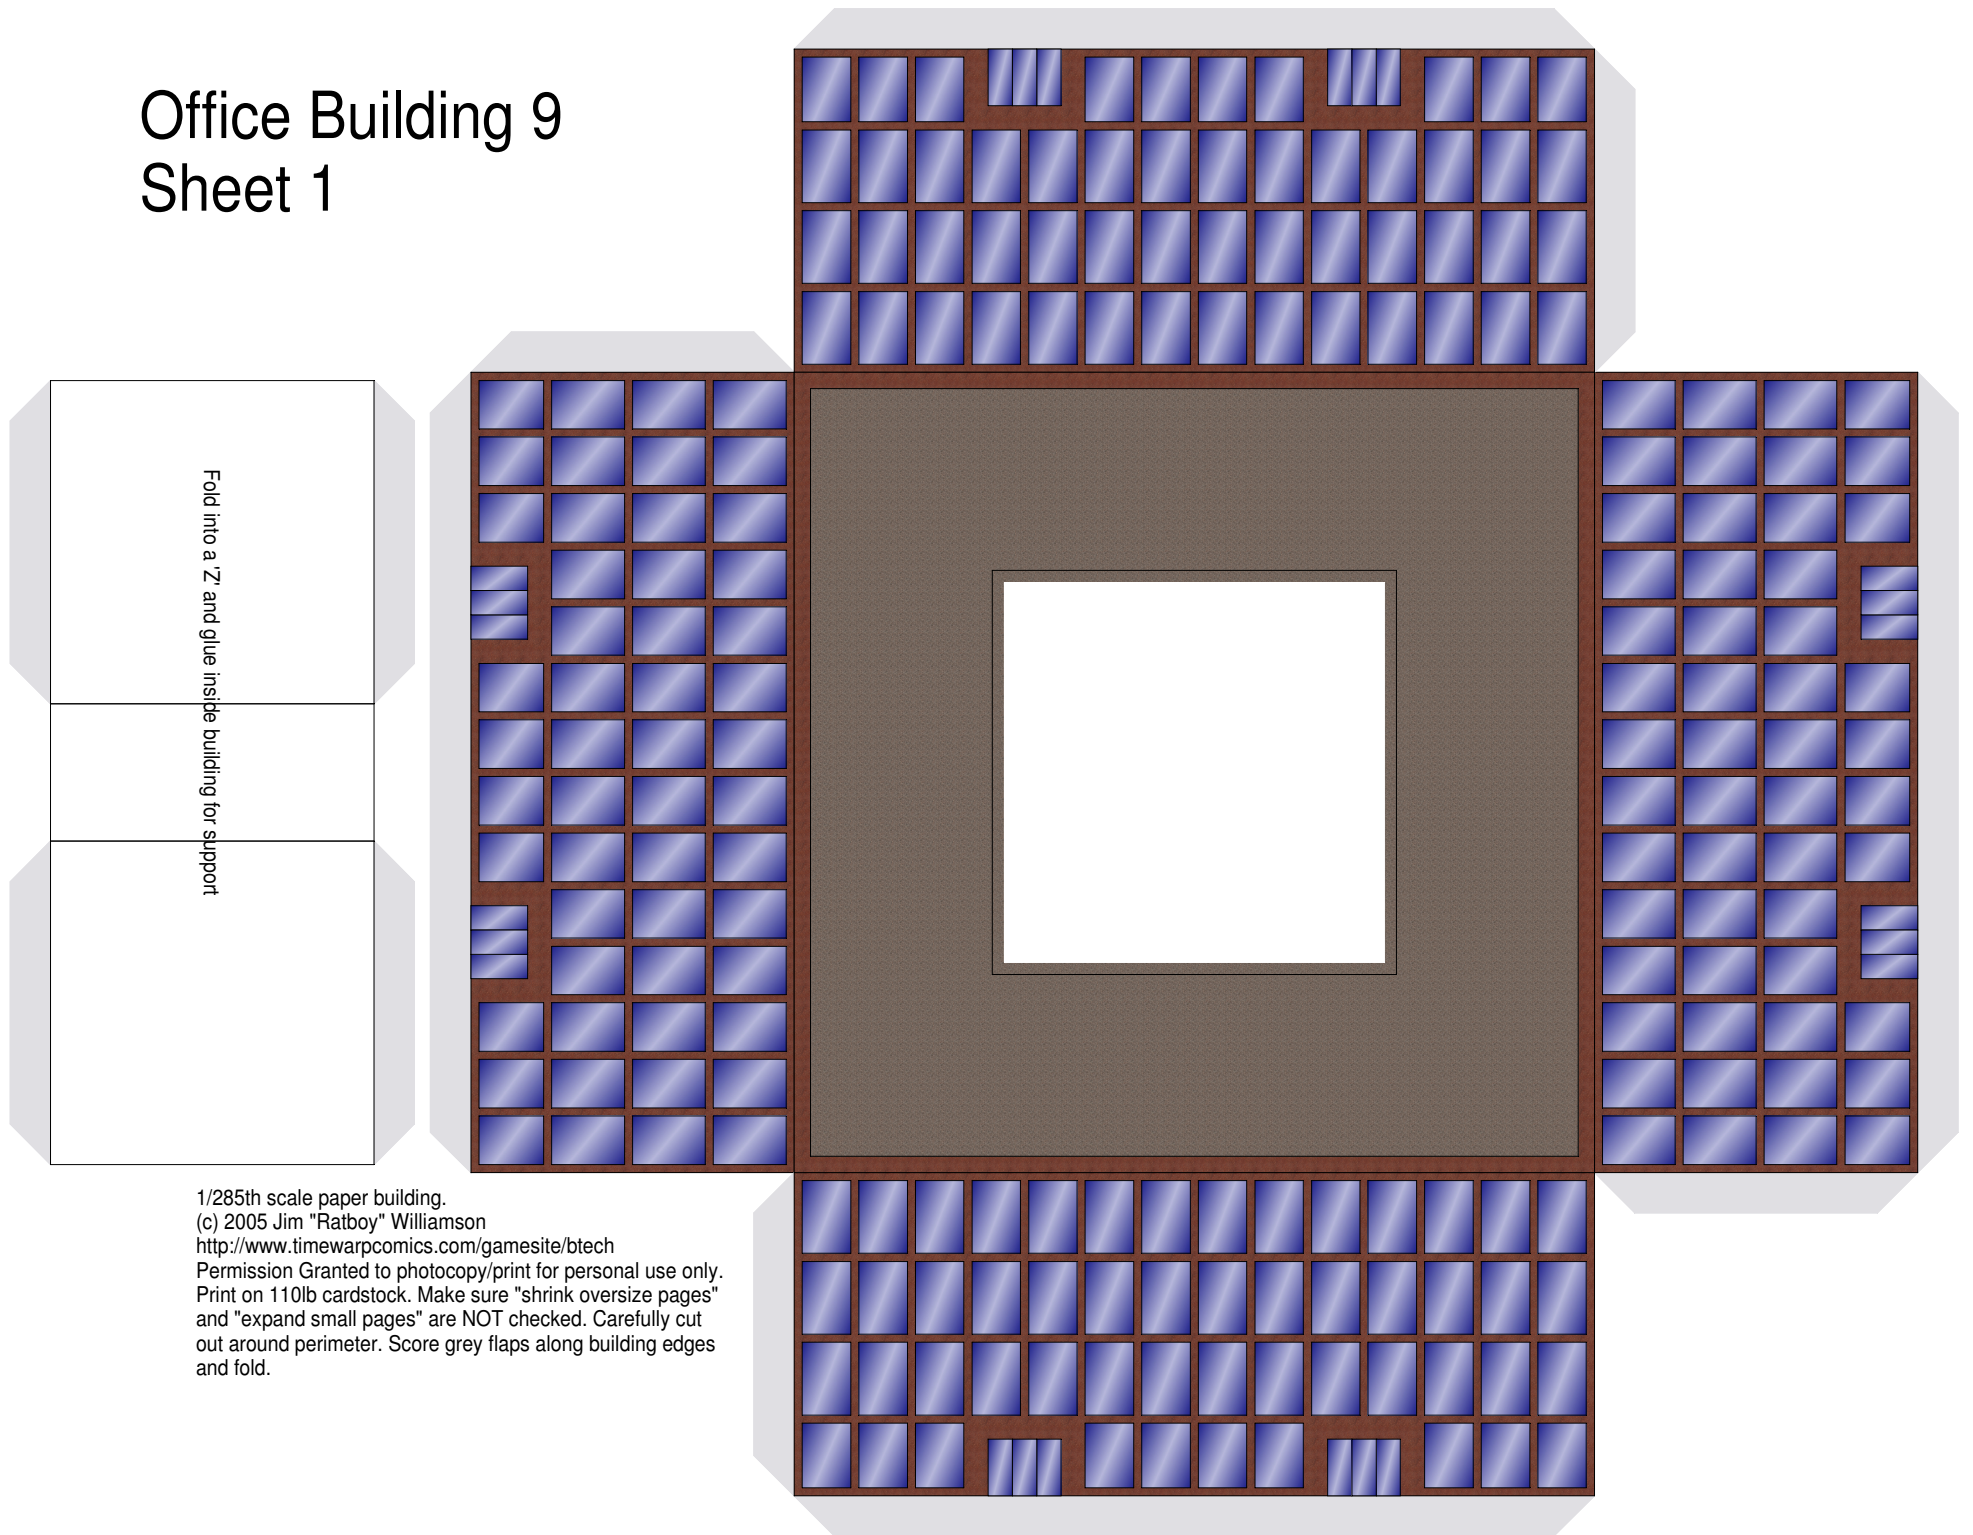 Office Building 9
Sheet 1
Fold into a 'Z' and glue inside building for support
1/285th scale paper building.
(c) 2005 Jim "Ratboy" Williamson
http://www.timewarpcomics.com/gamesite/btech
Permission Granted to photocopy/print for personal use only.
Print on 110lb cardstock. Make sure "shrink oversize pages"
and "expand small pages" are NOT checked. Carefully cut
out around perimeter. Score grey flaps along building edges
and fold.